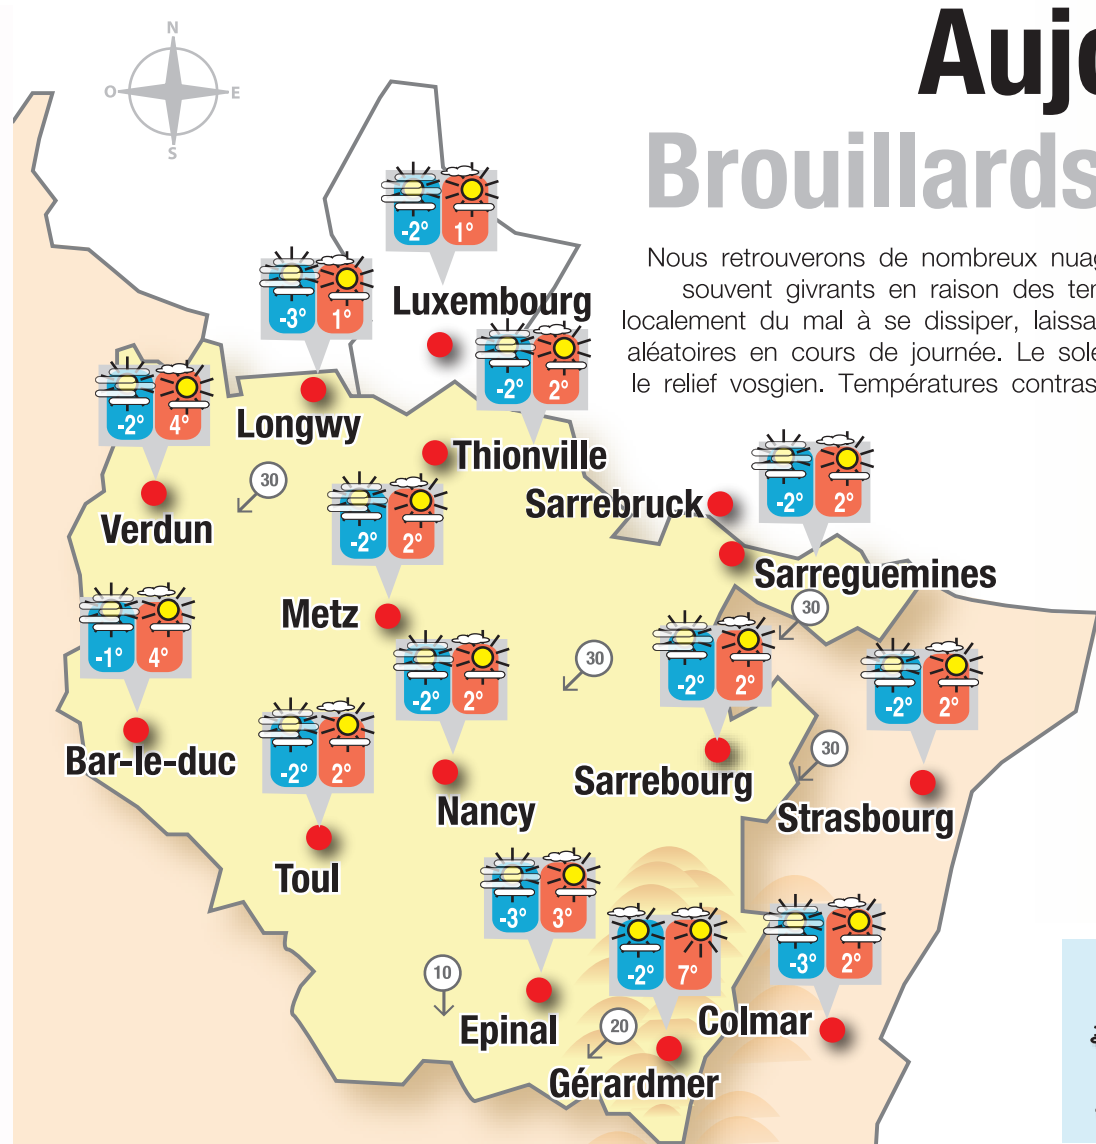 Aujo
Brouillards
Nous retrouverons de nombreux nuag
souvent givrants en raison des ter
localement du mal à se dissiper, laissa
aléatoires en cours de journée. Le sole
le relief vosgien. Températures contras
N
O E
S
-2° 1°
Luxembourg
-3° 1°
Longwy
-2° 2°
Thionville
-2° 4°
Verdun
30
-2° 2°
Metz
Sarrebruck
-2° 2°
Sarreguemines
30
-1° 4°
Bar-le-duc
-2° 2°
Nancy
30
-2° 2°
Sarrebourg
-2° 2°
Strasbourg
30
-2° 2°
Toul
-3° 3°
Epinal
10
-2° 7°
Gérardmer
20
-3° 2°
Colmar